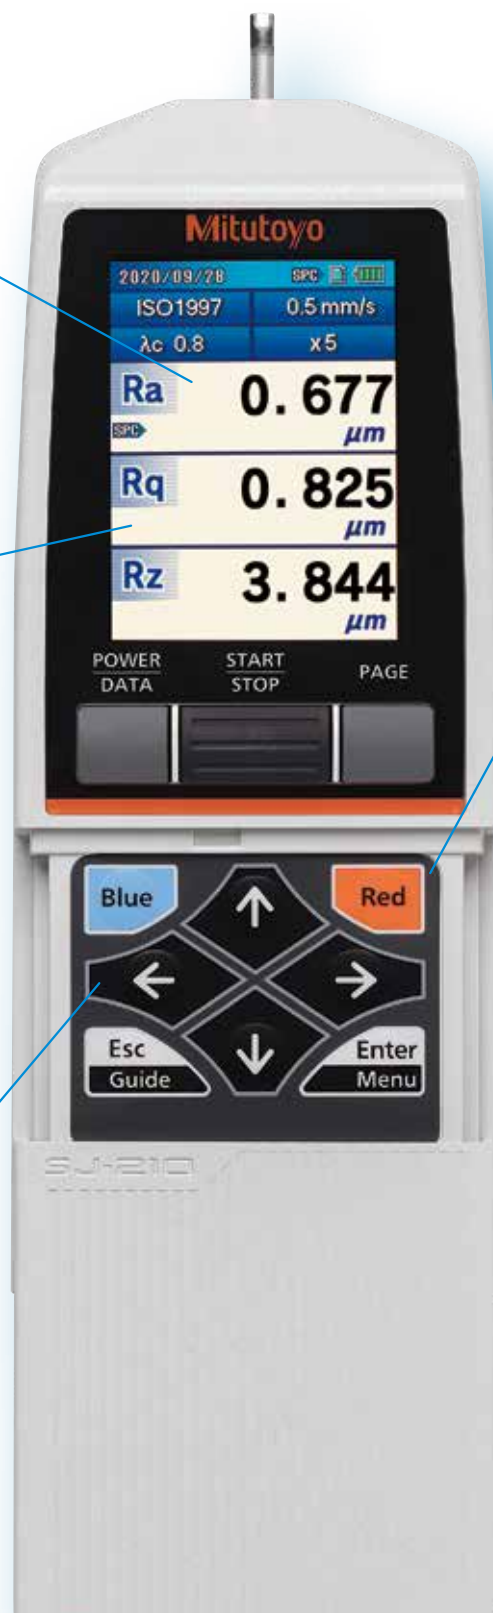 Mitutoyo
2020/09/28 SPC
ISO1997 0.5 mm/s
λc 0.8 x5
Ra 0.677
SPC µm
Rq 0.825
µm
Rz 3.844
µm
POWER START PAGE
DATA STOP
Blue Red
Esc Enter
Guide Menu
SJ-210